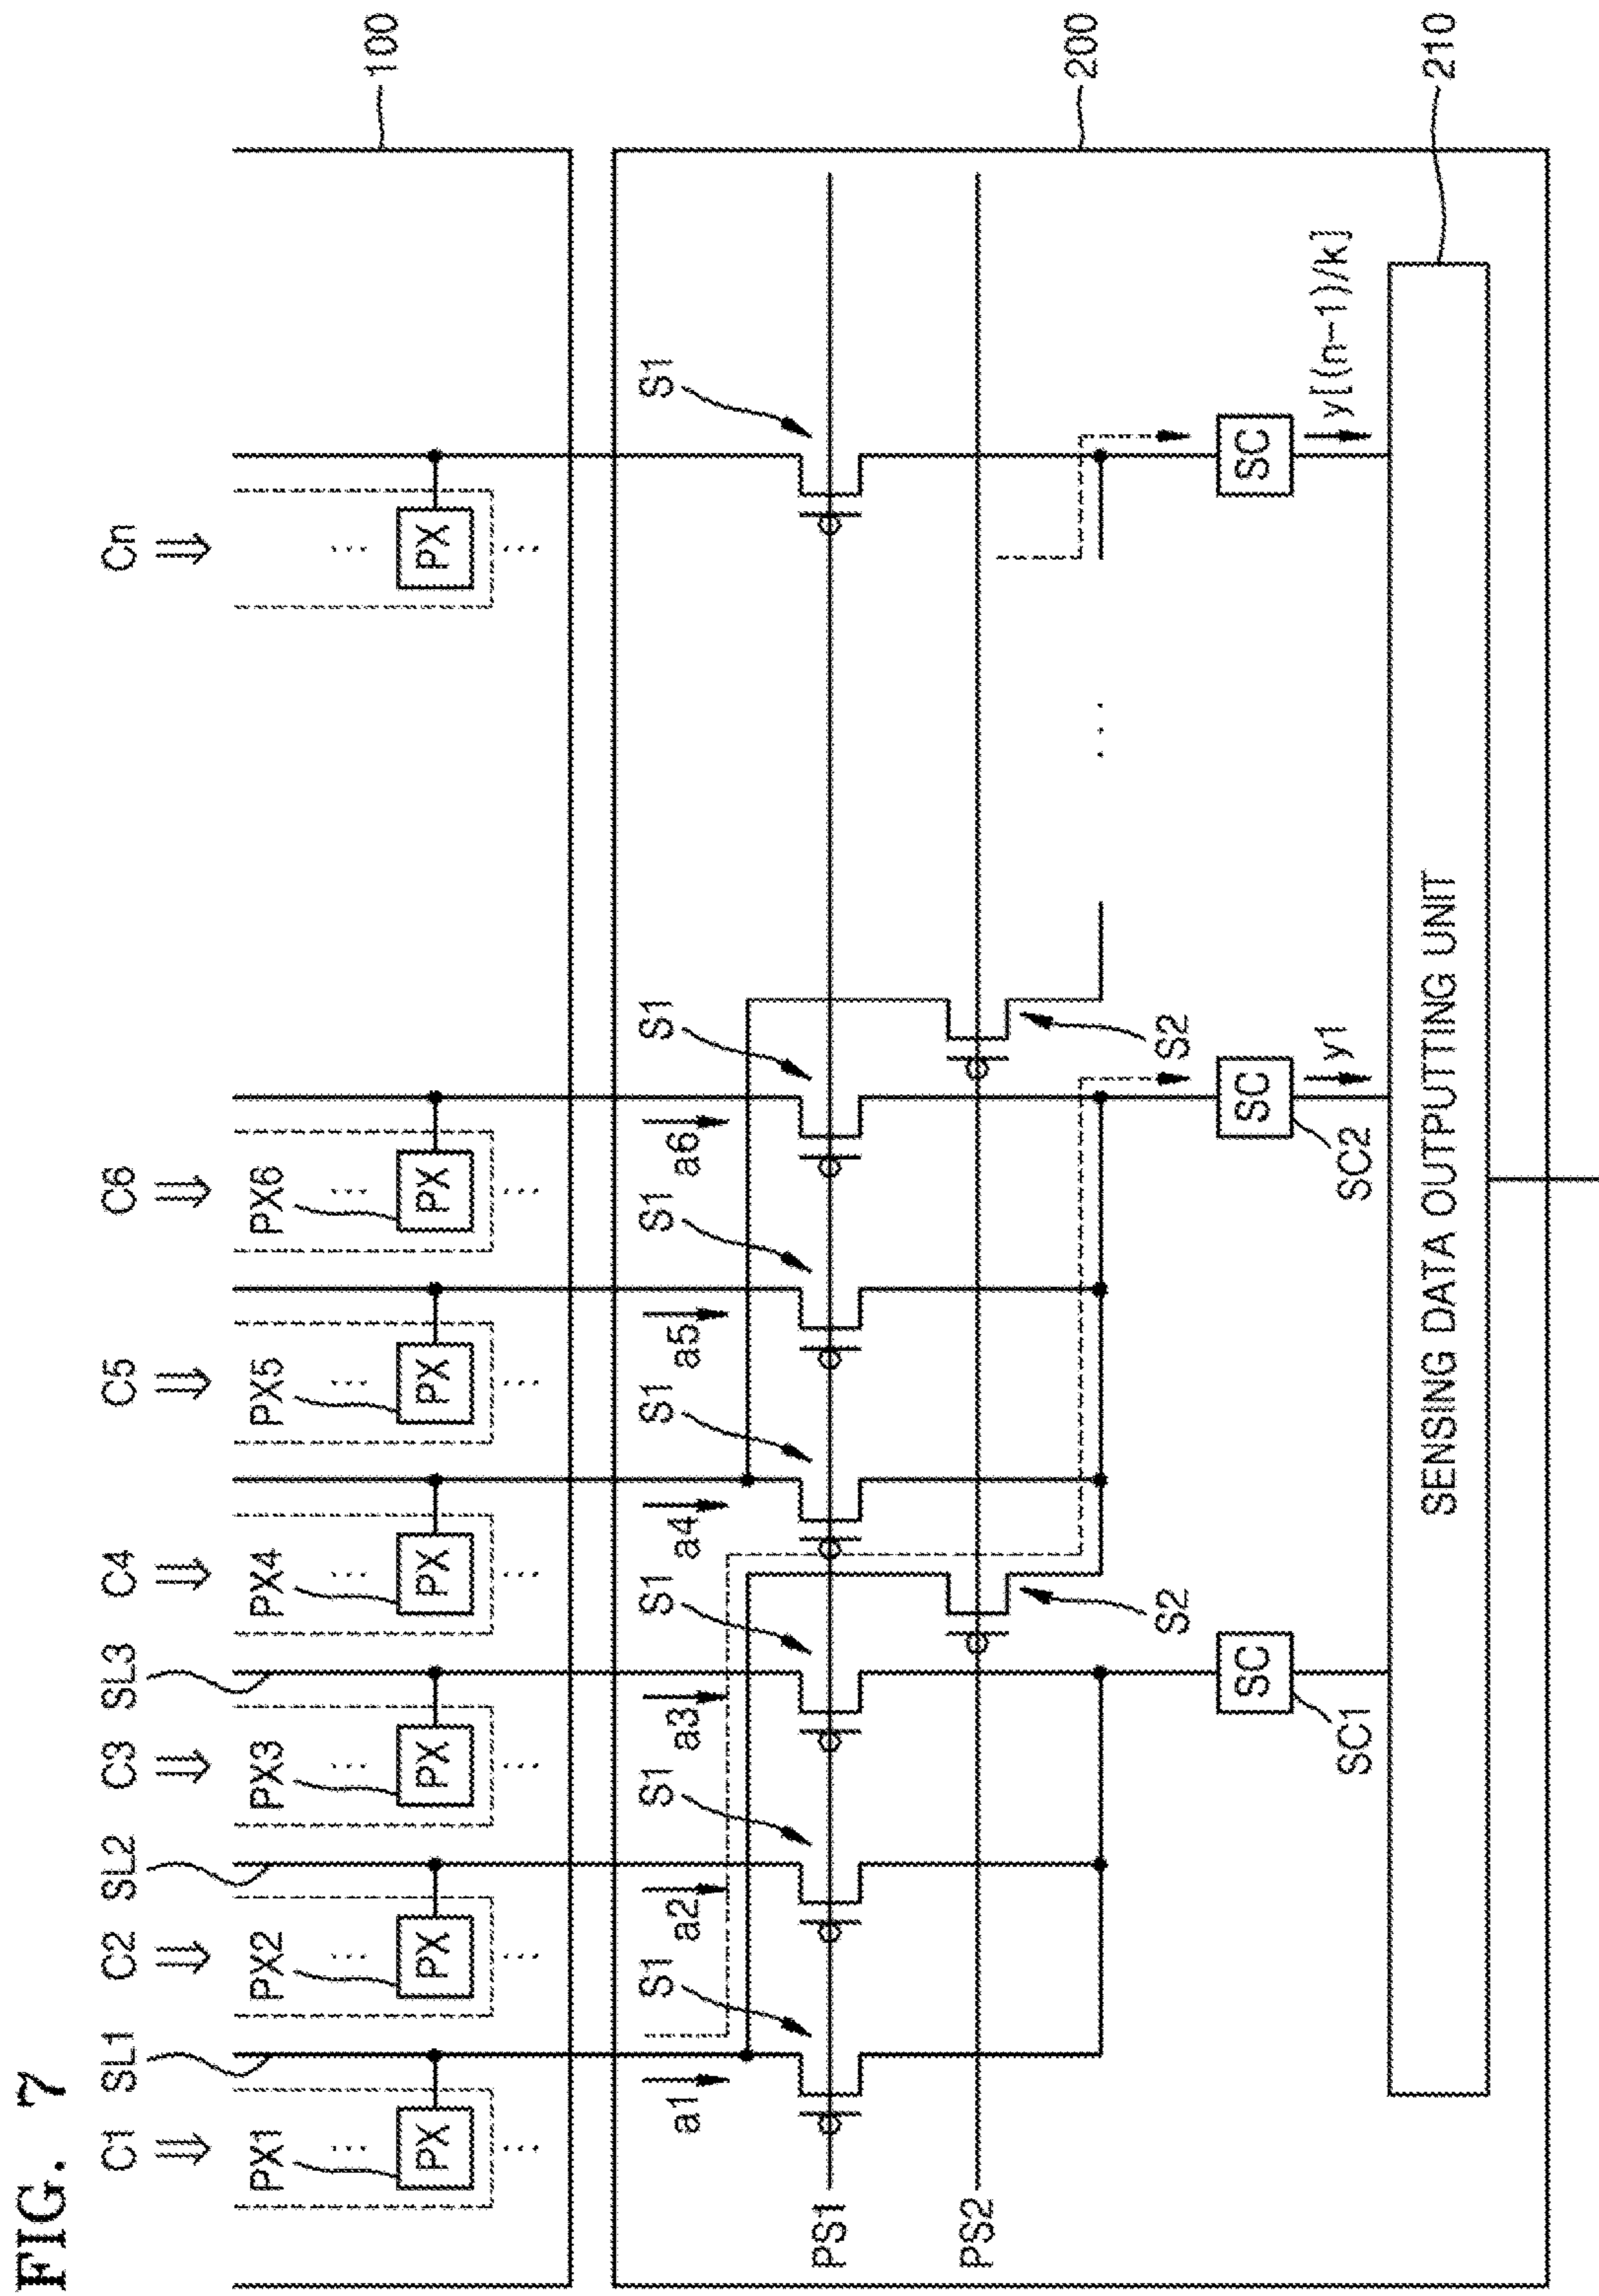 FIG. 7
C1 SL1 C2 SL2 C3 SL3 C4 C5 C6 Cn
PX1 PX2 PX3 PX4 PX5 PX6
... ... ... ... ... ... ...
PX PX PX PX PX PX PX
... ... ... ... ... ... ...
100
S1 S1 S1 S1 S1 S1 S1
a1 a2 a3 a4 a5 a6
PS1
PS2
200
...
S2 S2
SC SC SC
SC1 SC2
y1 y[(n-1)/k]
SENSING DATA OUTPUTTING UNIT
210